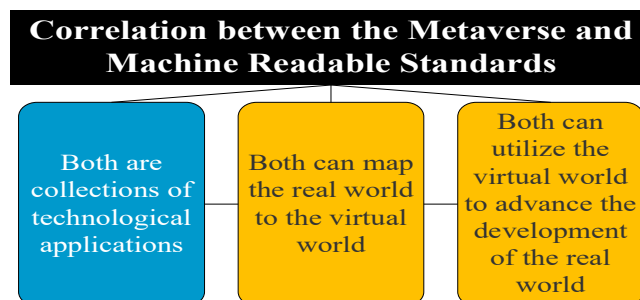 Correlation between the Metaverse and
Machine Readable Standards
Both are
collections of
technological
applications
Both can map
the real world
to the virtual
world
Both can
utilize the
virtual world
to advance the
development
of the real
world